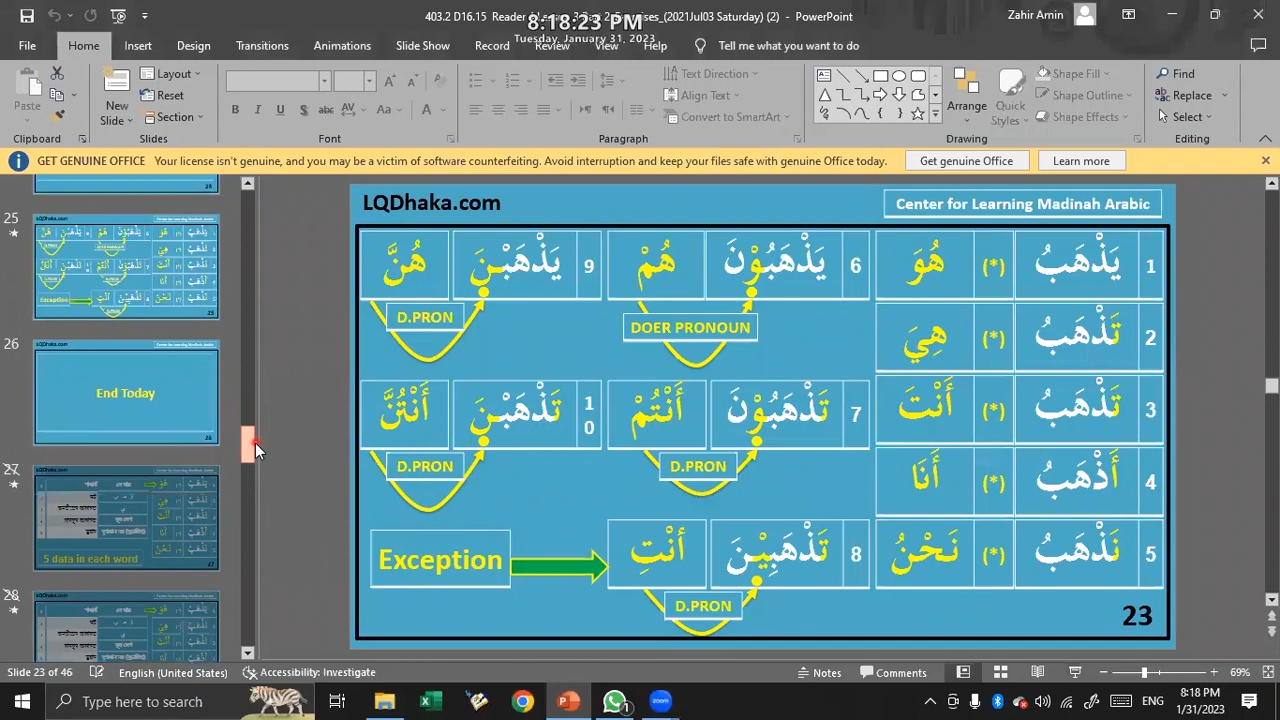 403.2 D16.15
8:18:23 PM
Tuesday, January 31, 2023
(2021Jul03 Saturday) (2) - PowerPoint
Zahir Amin
File Home Insert Design Transitions Animations Slide Show Record Review View Help Tell me what you want to do
Paste
Clipboard
New Slide
Layout
Reset
Section
Slides
B I U S abc AV Aa A
Font
Text Direction
Align Text
Convert to SmartArt
Paragraph
Arrange
Quick Styles
Shape Fill
Shape Outline
Shape Effects
Drawing
Find
Replace
Select
Editing
GET GENUINE OFFICE Your license isn't genuine, and you may be a victim of software counterfeiting. Avoid interruption and keep your files safe with genuine Office today. Get genuine Office Learn more
25
26
End Today
27
5 data in each word
28
LQDhaka.com
Center for Learning Madinah Arabic
1 يَذْهَبُ (*) هُوَ
6 يَذْهَبُوْنَ هُمْ
9 يَذْهَبْنَ هُنَّ
DOER PRONOUN
D.PRON
2 تَذْهَبُ (*) هِيَ
3 تَذْهَبُ (*) أَنْتَ
7 تَذْهَبُوْنَ أَنْتُمْ
10 تَذْهَبْنَ أَنْتُنَّ
D.PRON
D.PRON
4 أَذْهَبُ (*) أَنَا
5 نَذْهَبُ (*) نَحْنُ
8 تَذْهَبِيْنَ أَنْتِ
Exception
D.PRON
23
Slide 23 of 46 English (United States) Accessibility: Investigate Notes Comments 69%
Type here to search
ENG
8:18 PM
1/31/2023